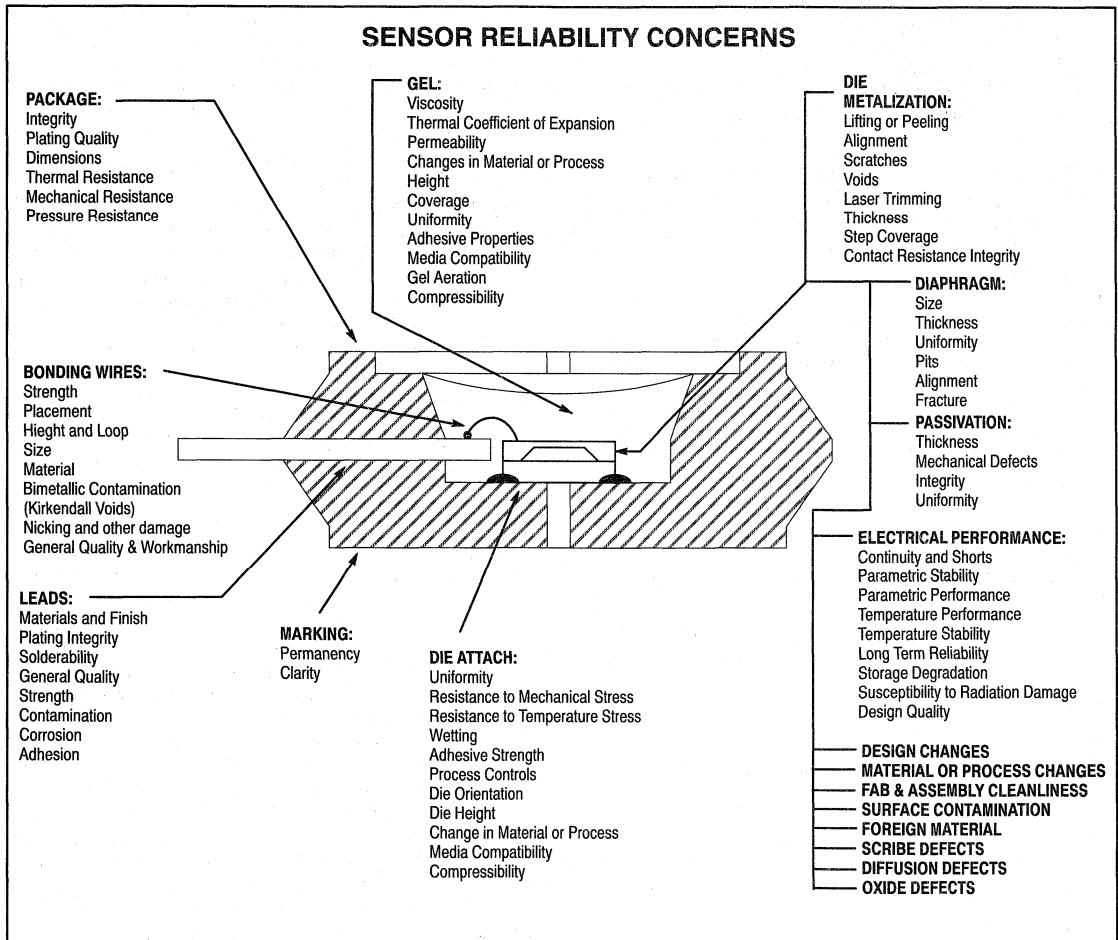 SENSOR RELIABILITY CONCERNS
PACKAGE:
Integrity
Plating Quality
Dimensions
Thermal Resistance
Mechanical Resistance
Pressure Resistance
GEL:
Viscosity
Thermal Coefficient of Expansion
Permeability
Changes in Material or Process
Height
Coverage
Uniformity
Adhesive Properties
Media Compatibility
Gel Aeration
Compressibility
DIE
METALIZATION:
Lifting or Peeling
Alignment
Scratches
Voids
Laser Trimming
Thickness
Step Coverage
Contact Resistance Integrity
DIAPHRAGM:
Size
Thickness
Uniformity
Pits
Alignment
Fracture
PASSIVATION:
Thickness
Mechanical Defects
Integrity
Uniformity
BONDING WIRES:
Strength
Placement
Hieght and Loop
Size
Material
Bimetallic Contamination
(Kirkendall Voids)
Nicking and other damage
General Quality & Workmanship
LEADS:
Materials and Finish
Plating Integrity
Solderability
General Quality
Strength
Contamination
Corrosion
Adhesion
MARKING:
Permanency
Clarity
DIE ATTACH:
Uniformity
Resistance to Mechanical Stress
Resistance to Temperature Stress
Wetting
Adhesive Strength
Process Controls
Die Orientation
Die Height
Change in Material or Process
Media Compatibility
Compressibility
ELECTRICAL PERFORMANCE:
Continuity and Shorts
Parametric Stability
Parametric Performance
Temperature Performance
Temperature Stability
Long Term Reliability
Storage Degradation
Susceptibility to Radiation Damage
Design Quality
DESIGN CHANGES
MATERIAL OR PROCESS CHANGES
FAB & ASSEMBLY CLEANLINESS
SURFACE CONTAMINATION
FOREIGN MATERIAL
SCRIBE DEFECTS
DIFFUSION DEFECTS
OXIDE DEFECTS